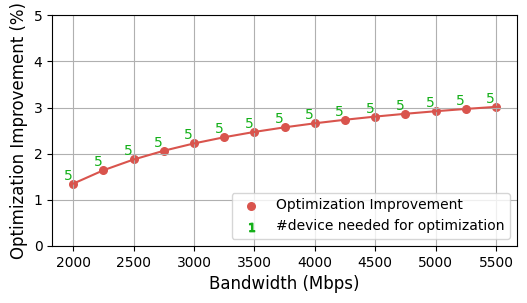 Optimization Improvement (%)
5
4
3
2
1
0
5 5 5 5 5 5 5 5 5 5 5 5 5 5 5
Optimization Improvement
1 #device needed for optimization
2000 2500 3000 3500 4000 4500 5000 5500
Bandwidth (Mbps)